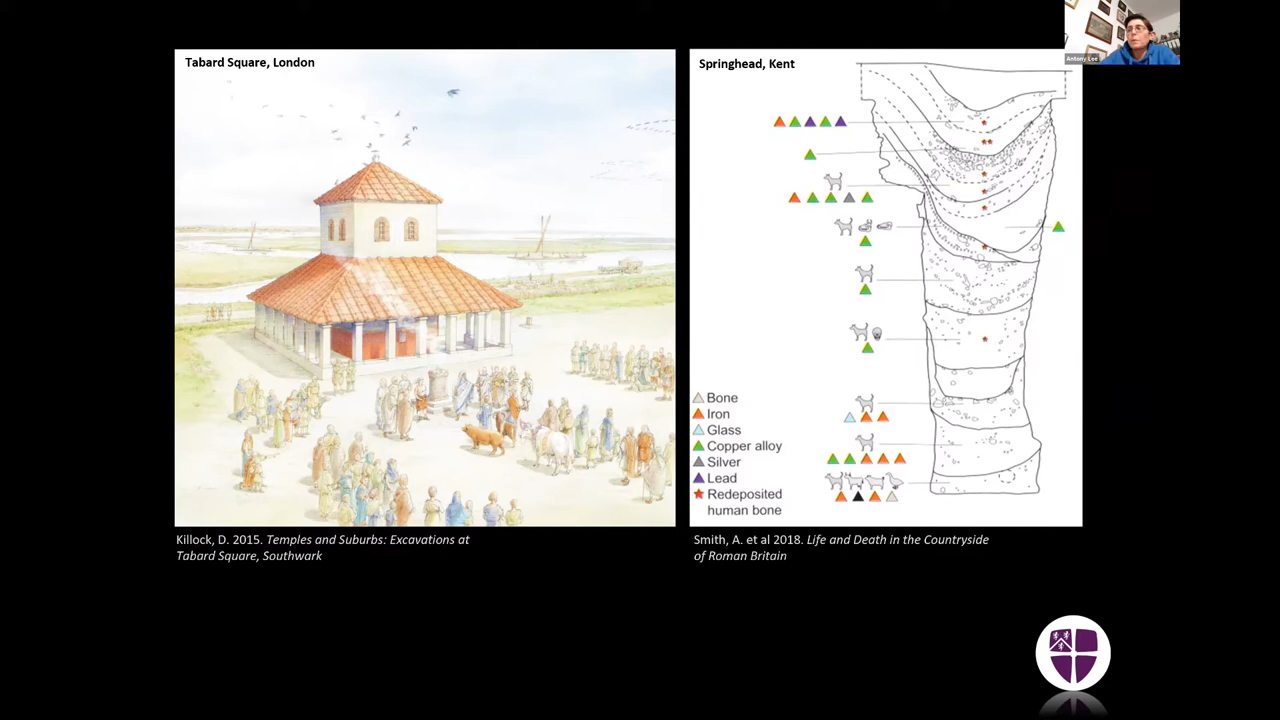 Tabard Square, London
Springhead, Kent
Antony Lee
Bone
Iron
Glass
Copper alloy
Silver
Lead
Redeposited
human bone
Killock, D. 2015. Temples and Suburbs: Excavations at
Tabard Square, Southwark
Smith, A. et al 2018. Life and Death in the Countryside
of Roman Britain